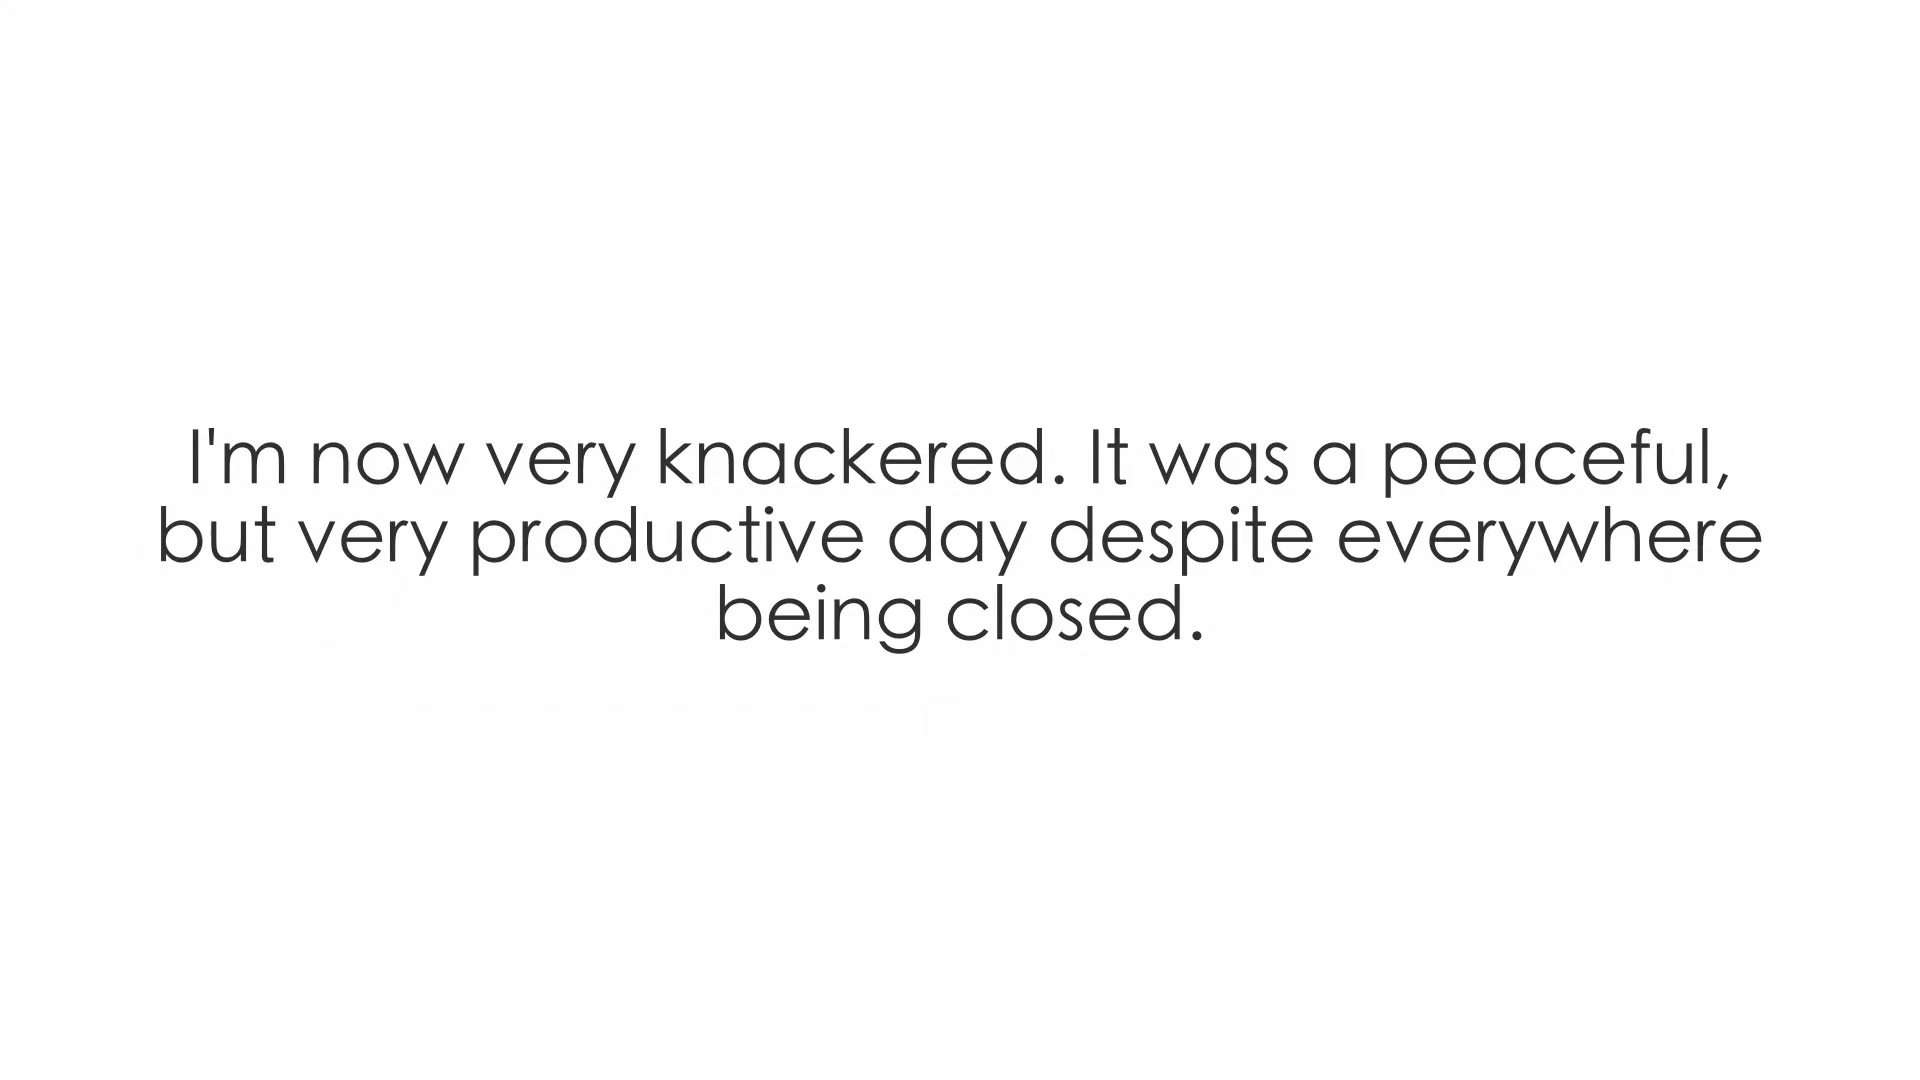 I'm now very knackered. It was a peaceful,
but very productive day despite everywhere
being closed.